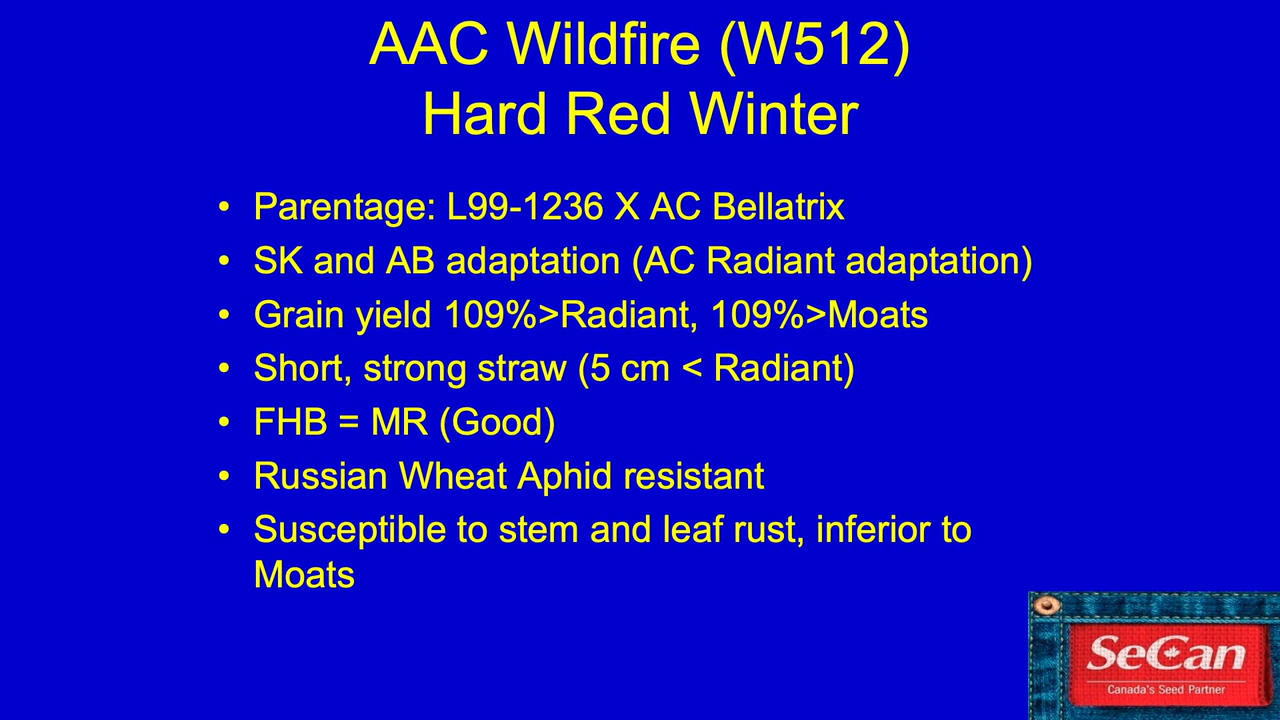 AAC Wildfire (W512)
Hard Red Winter
• Parentage: L99-1236 X AC Bellatrix
• SK and AB adaptation (AC Radiant adaptation)
• Grain yield 109%>Radiant, 109%>Moats
• Short, strong straw (5 cm < Radiant)
• FHB = MR (Good)
• Russian Wheat Aphid resistant
• Susceptible to stem and leaf rust, inferior to
Moats
SeCan
Canada's Seed Partner